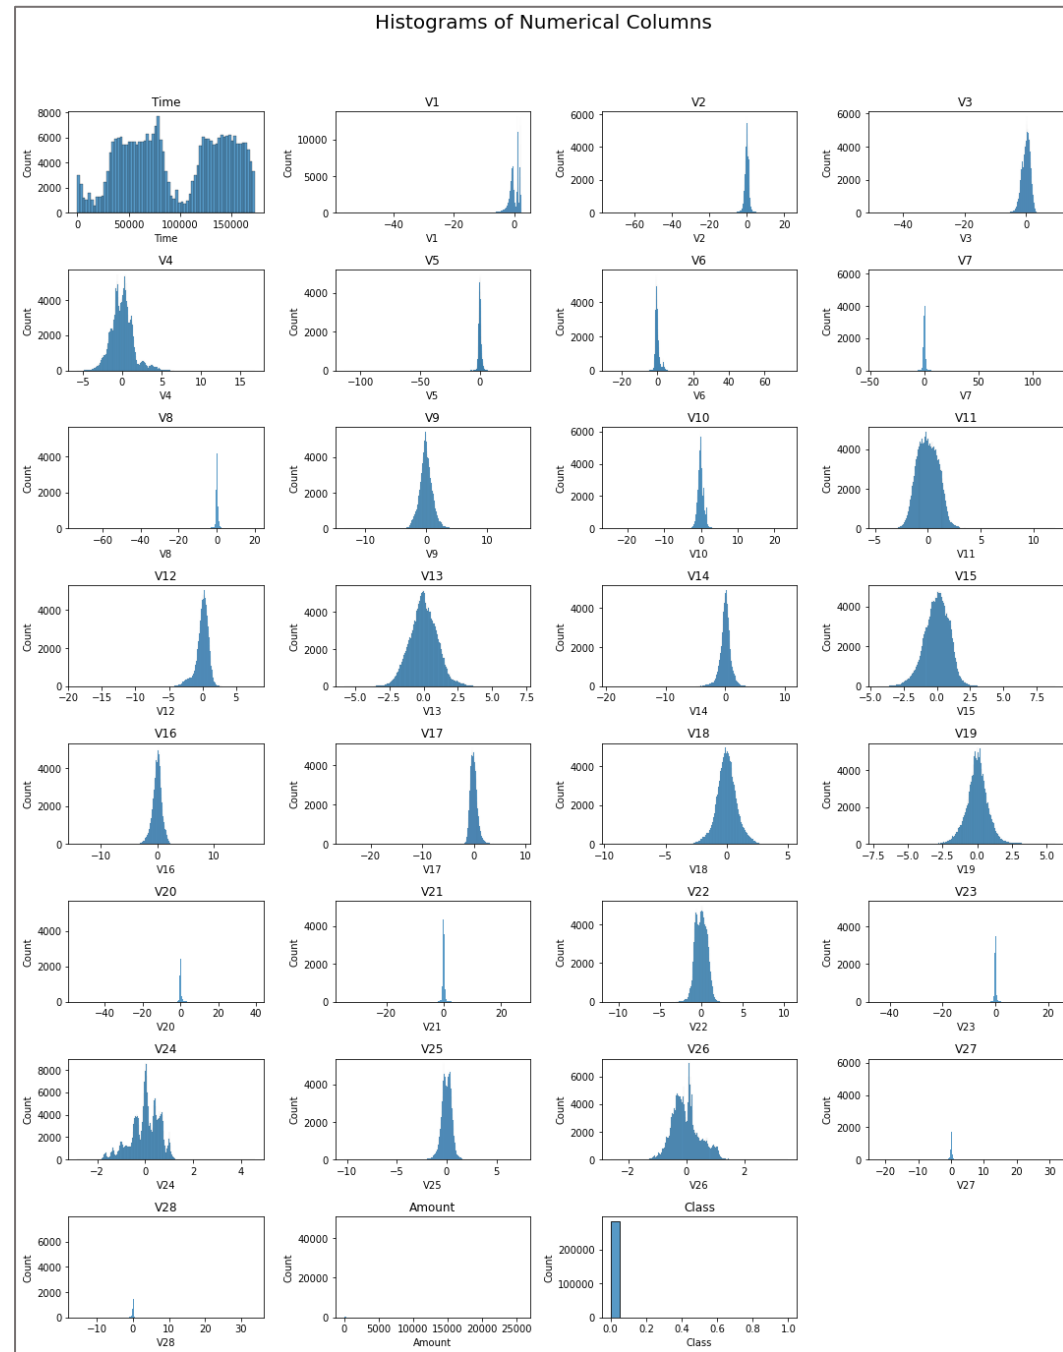 Histograms of Numerical Columns
Time V1 V2 V3
Count 8000 6000 4000 2000 0
0 50000 100000 150000
Time
Count 10000 5000 0
−40 −20 0
V1
Count 6000 4000 2000 0
−60 −40 −20 0 20
V2
Count 6000 4000 2000 0
−40 −20 0
V3
V4 V5 V6 V7
Count 4000 2000 0
−5 0 5 10 15
V4
Count 4000 2000 0
−100 −50 0
V5
Count 4000 2000 0
−20 0 20 40 60
V6
Count 6000 4000 2000 0
−50 0 50 100
V7
V8 V9 V10 V11
Count 4000 2000 0
−60 −40 −20 0 20
V8
Count 6000 4000 2000 0
−10 0 10
V9
Count 6000 4000 2000 0
−20 −10 0 10 20
V10
Count 4000 2000 0
−5 0 5 10
V11
V12 V13 V14 V15
Count 4000 2000 0
−20 −15 −10 −5 0 5
V12
Count 4000 2000 0
−5.0 −2.5 0.0 2.5 5.0 7.5
V13
Count 4000 2000 0
−20 −10 0 10
V14
Count 4000 2000 0
−5.0 −2.5 0.0 2.5 5.0 7.5
V15
V16 V17 V18 V19
Count 4000 2000 0
−10 0 10
V16
Count 4000 2000 0
−20 −10 0 10
V17
Count 4000 2000 0
−10 −5 0 5
V18
Count 4000 2000 0
−7.5 −5.0 −2.5 0.0 2.5 5.0
V19
V20 V21 V22 V23
Count 4000 2000 0
−40 −20 0 20 40
V20
Count 4000 2000 0
−20 0 20
V21
Count 4000 2000 0
−10 −5 0 5 10
V22
Count 4000 2000 0
−40 −20 0 20
V23
V24 V25 V26 V27
Count 8000 6000 4000 2000 0
−2 0 2 4
V24
Count 4000 2000 0
−10 −5 0 5
V25
Count 6000 4000 2000 0
−2 0 2
V26
Count 6000 4000 2000 0
−20 −10 0 10 20 30
V27
V28 Amount Class
Count 6000 4000 2000 0
−10 0 10 20 30
V28
Count 40000 20000 0
0 5000 10000 15000 20000 25000
Amount
Count 200000 100000 0
0.0 0.2 0.4 0.6 0.8 1.0
Class